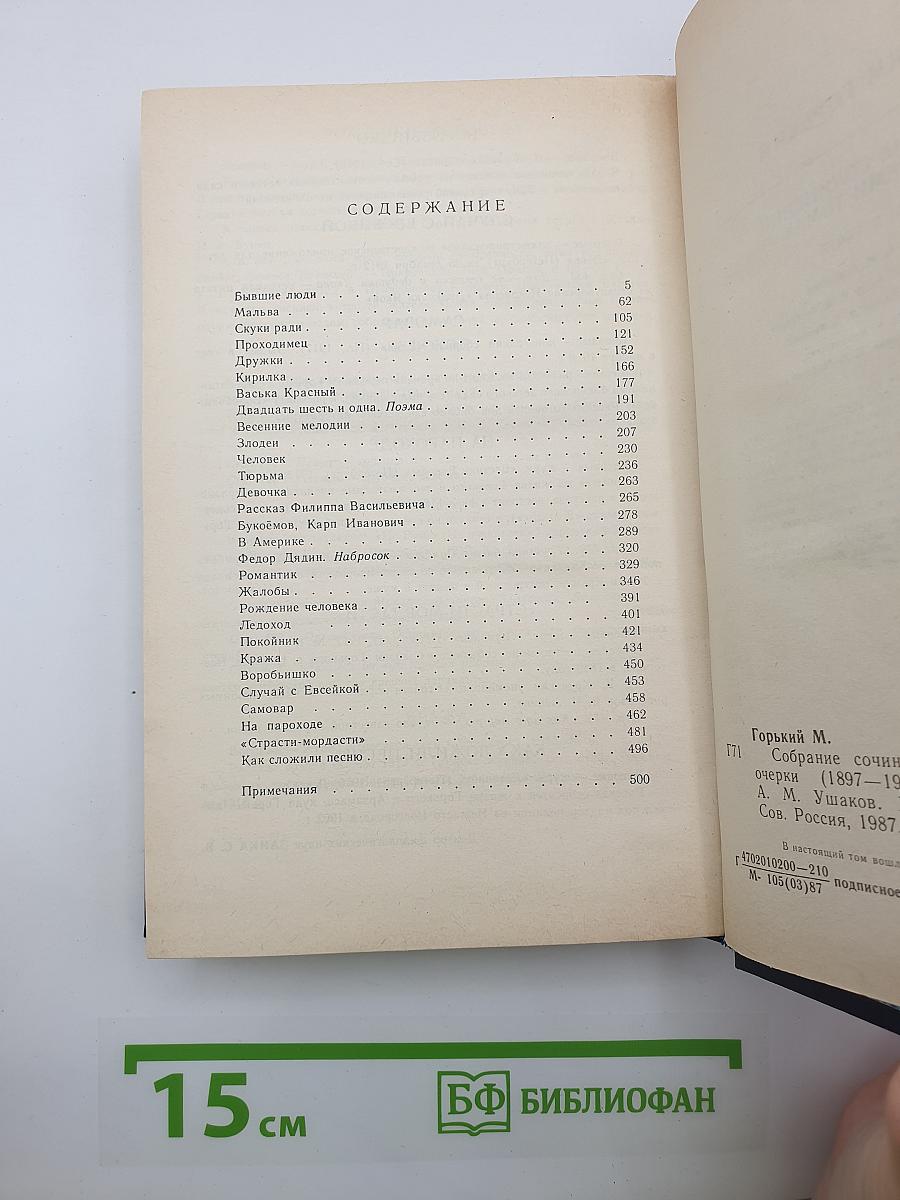 СОДЕРЖАНИЕ
Бывшие люди . . . . . . . . . . . . . . . . . . 5
Мальва . . . . . . . . . . . . . . . . . . 62
Скуки ради . . . . . . . . . . . . . . . . . . 105
Проходимец . . . . . . . . . . . . . . . . . . 121
Дружки . . . . . . . . . . . . . . . . . . 152
Кирилка . . . . . . . . . . . . . . . . . . 166
Васька Красный . . . . . . . . . . . . . . . . . . 177
Двадцать шесть и одна. Поэма . . . . . . . . . . . . 191
Весенние мелодии . . . . . . . . . . . . . . . . 203
Злодеи . . . . . . . . . . . . . . . . . . 207
Человек . . . . . . . . . . . . . . . . . . 230
Тюрьма . . . . . . . . . . . . . . . . . . 236
Девочка . . . . . . . . . . . . . . . . . . 263
Рассказ Филиппа Васильевича . . . . . . . . . . . . 265
Букоёмов, Карп Иванович . . . . . . . . . . . . 278
В Америке . . . . . . . . . . . . . . . . . . 289
Федор Дядин. Набросок . . . . . . . . . . . . . . 320
Романтик . . . . . . . . . . . . . . . . . . 329
Жалобы . . . . . . . . . . . . . . . . . . 346
Рождение человека . . . . . . . . . . . . . . . . 391
Ледоход . . . . . . . . . . . . . . . . . . 401
Покойник . . . . . . . . . . . . . . . . . . 421
Кража . . . . . . . . . . . . . . . . . . 434
Воробьишко . . . . . . . . . . . . . . . . . . 450
Случай с Евсейкой . . . . . . . . . . . . . . . . 453
Самовар . . . . . . . . . . . . . . . . . . 458
На пароходе . . . . . . . . . . . . . . . . . . 462
«Страсти-мордасти» . . . . . . . . . . . . . . . . 481
Как сложили песню . . . . . . . . . . . . . . . . 496
Примечания . . . . . . . . . . . . . . . . . . 500
Горький М.
Г71 Собрание сочин
очерки (1897—19
А. М. Ушаков.
Сов. Россия, 1987.
В настоящий том вошл
Г 4702010200—210
М- 105(03)87 подписное
15 см
БФ БИБЛИОФАН